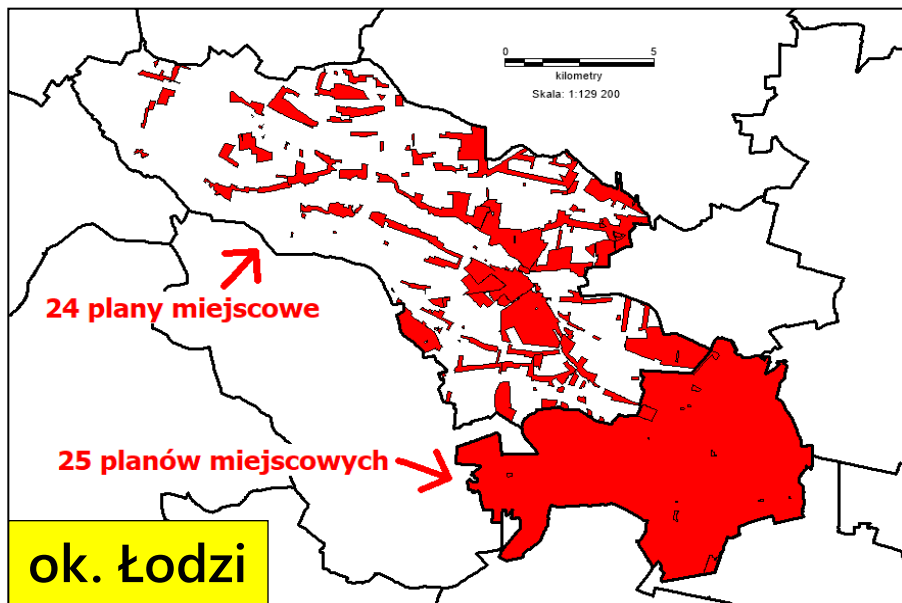 0 5
kilometry
Skala: 1:129 200
24 plany miejscowe
25 planów miejscowych
ok. Łodzi